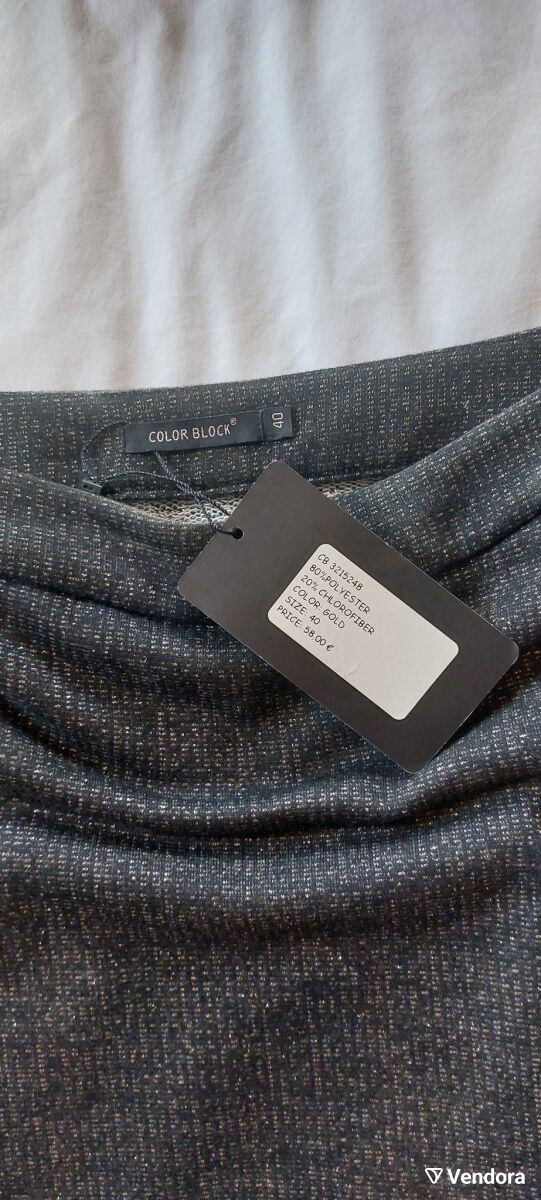 COLOR BLOCK®
40
CB 3215248
80%POLYESTER
20% CHLOROFIBER
COLOR: GOLD
SIZE: 40
PRICE: 58.00 €
Vendora